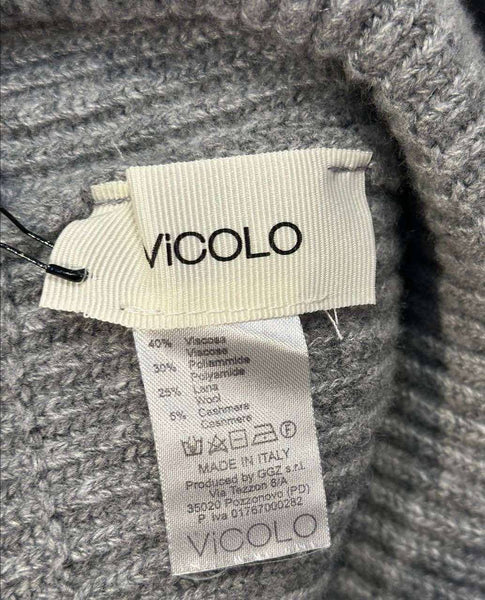 ViCOLO
40% Viscosa
Viscose
30% Poliammide
Polyamide
25% Lana
Wool
5% Cashmere
Cashmere
MADE IN ITALY
Produced by GGZ s.r.l.
Via Tezzon 6/A
35020 Pozzonovo (PD)
P Iva 01767000282
ViCOLO